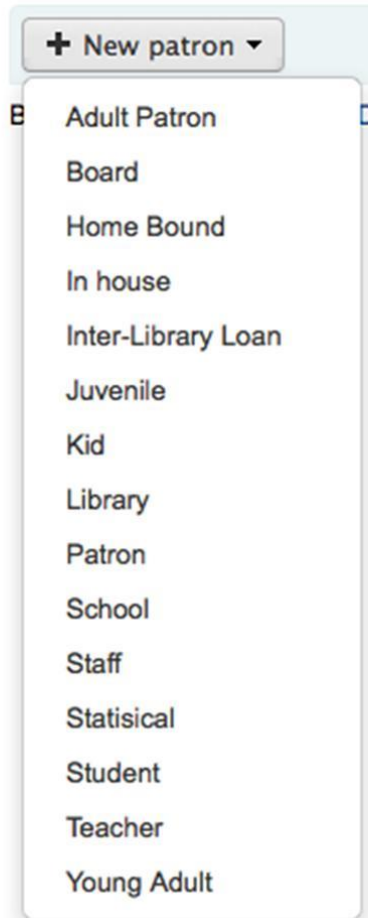 + New patron
B
Adult Patron
Board
Home Bound
In house
Inter-Library Loan
Juvenile
Kid
Library
Patron
School
Staff
Statisical
Student
Teacher
Young Adult